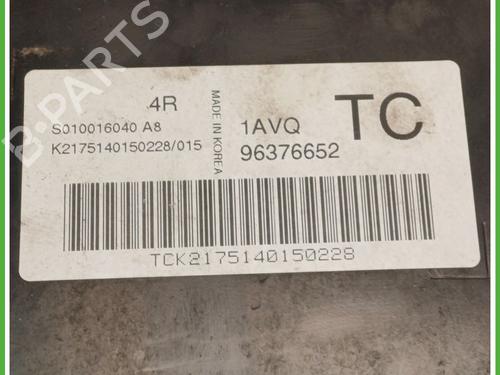 B-PARTS
4R
S010016040 A8
K2175140150228/015
MADE IN KOREA
1AVQ
96376652
TC
TCK2175140150228